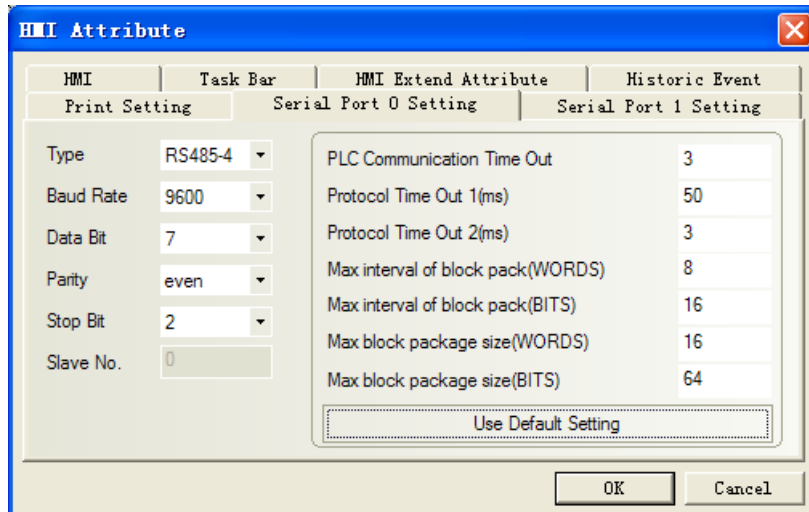 HMI Attribute
HMI Task Bar HMI Extend Attribute Historic Event
Print Setting Serial Port 0 Setting Serial Port 1 Setting
Type RS485-4 PLC Communication Time Out 3
Baud Rate 9600 Protocol Time Out 1(ms) 50
Data Bit 7 Protocol Time Out 2(ms) 3
Parity even Max interval of block pack(WORDS) 8
Stop Bit 2 Max interval of block pack(BITS) 16
Slave No. 0 Max block package size(WORDS) 16
Max block package size(BITS) 64
Use Default Setting
OK Cancel